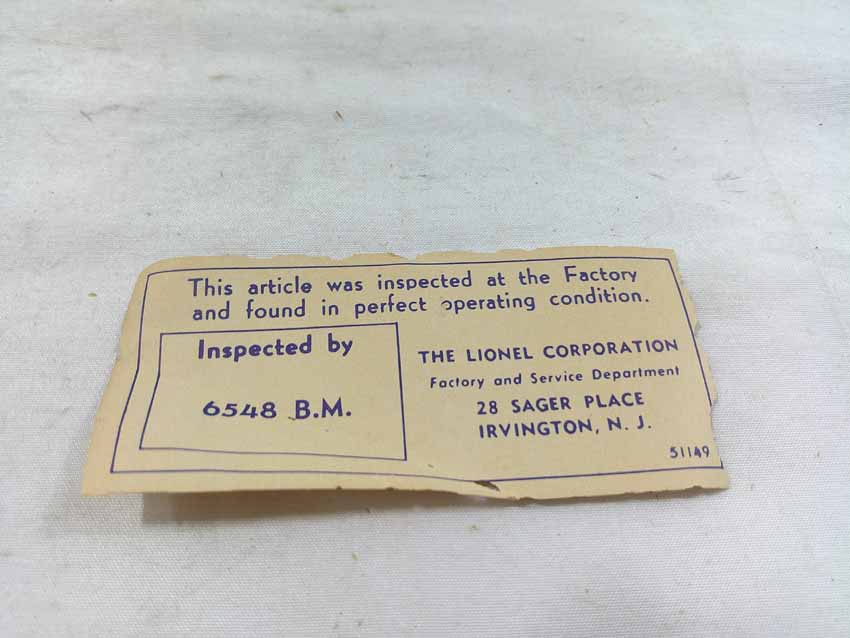 This article was inspected at the Factory
and found in perfect operating condition.
Inspected by
6548 B.M.
THE LIONEL CORPORATION
Factory and Service Department
28 SAGER PLACE
IRVINGTON, N. J.
51149